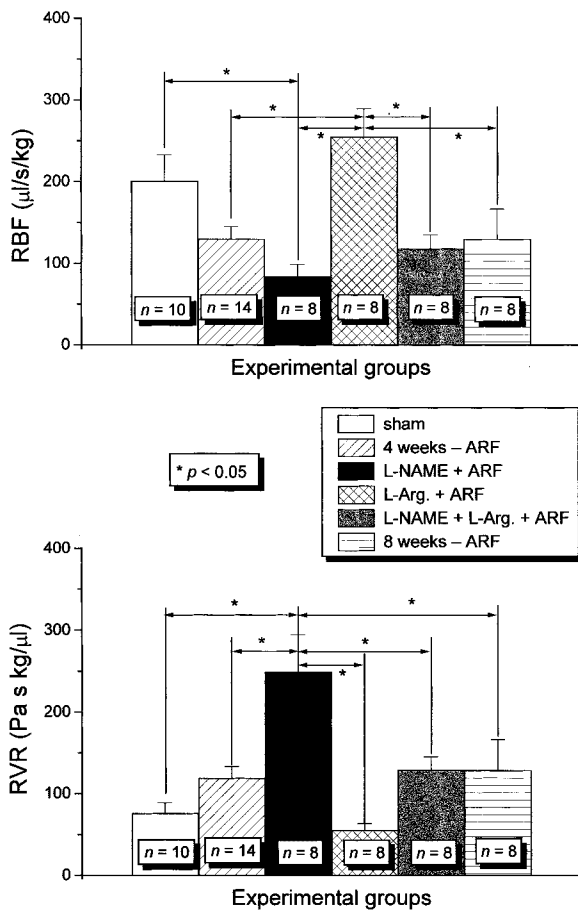 400
300
200
100
0
RBF (μl/s/kg)
* * * * *
n = 10 n = 14 n = 8 n = 8 n = 8 n = 8
Experimental groups
* p < 0.05
sham
4 weeks – ARF
L-NAME + ARF
L-Arg. + ARF
L-NAME + L-Arg. + ARF
8 weeks – ARF
400
300
200
100
0
RVR (Pa s kg/μl)
* * * * *
n = 10 n = 14 n = 8 n = 8 n = 8 n = 8
Experimental groups